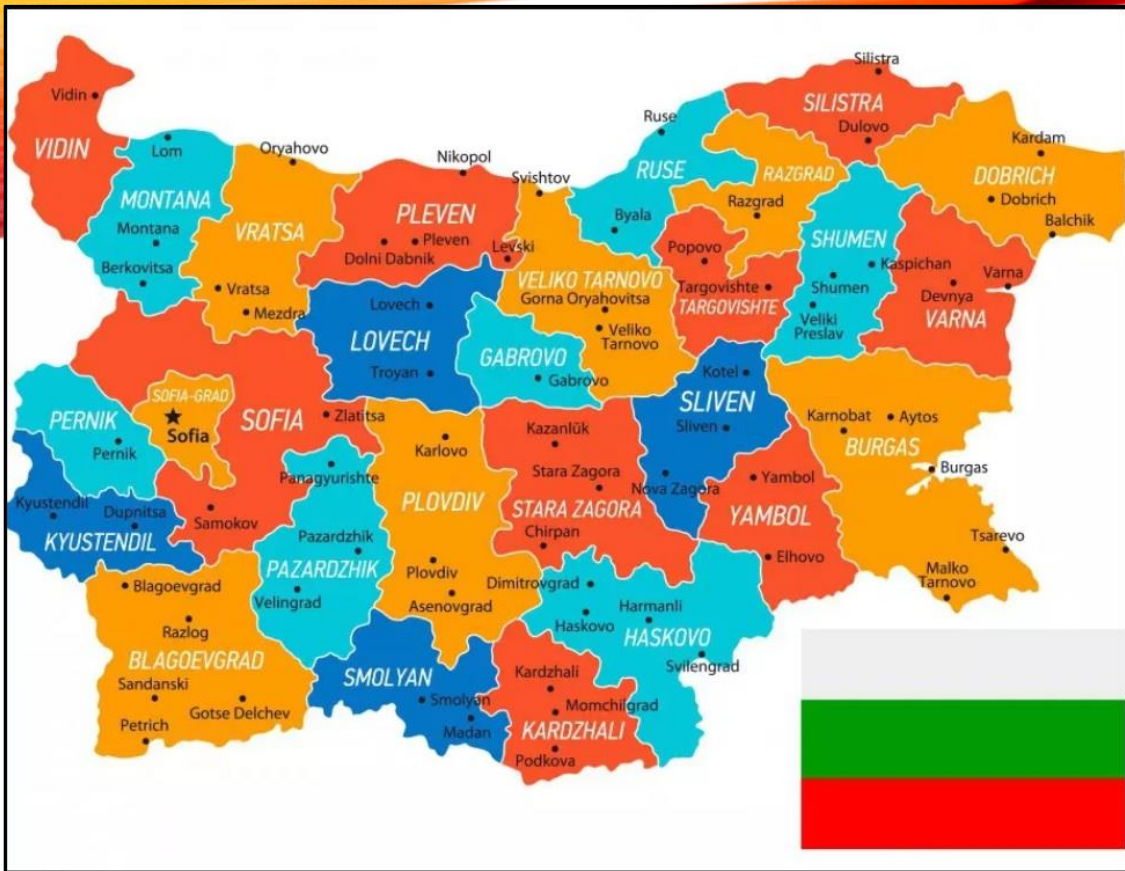 Silistra
Vidin
SILISTRA
Ruse
Dulovo
Kardam
VIDIN
Lom
Oryahovo
Nikopol
RUSE
RAZGRAD
DOBRICH
MONTANA
Svishtov
Dobrich
Byala
Razgrad
Balchik
Montana
VRATSA
PLEVEN
Pleven
Levski
Popovo
SHUMEN
Dolni Dabnik
Kaspichan
Berkovitsa
Varna
Vratsa
VELIKO TARNOVO
Targovishte
Shumen
Devnya
Mezdra
Lovech
Gorna Oryahovitsa
TARGOVISHTE
Veliki
Preslav
VARNA
LOVECH
Veliko
Tarnovo
GABROVO
Troyan
Gabrovo
Kotel
SOFIA-GRAD
SLIVEN
PERNIK
SOFIA
Zlatitsa
Karnobat
Aytos
Sofia
Kazanlŭk
Sliven
Pernik
Karlovo
BURGAS
Panagyurishte
Stara Zagora
Nova Zagora
Yambol
Burgas
Kyustendil
Dupnitsa
Samokov
PLOVDIV
STARA ZAGORA
YAMBOL
KYUSTENDIL
Pazardzhik
Chirpan
Tsarevo
PAZARDZHIK
Plovdiv
Elhovo
Blagoevgrad
Velingrad
Asenovgrad
Dimitrovgrad
Malko
Tarnovo
Razlog
Haskovo
Harmanli
HASKOVO
BLAGOEVGRAD
SMOLYAN
Kardzhali
Svilengrad
Sandanski
Gotse Delchev
Smolyan
Momchilgrad
Petrich
Madan
KARDZHALI
Podkova